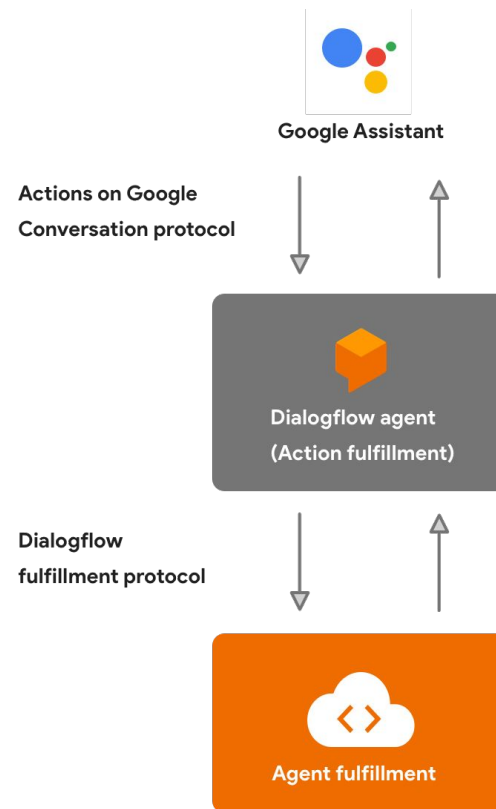 Google Assistant
Actions on Google
Conversation protocol
Dialogflow agent
(Action fulfillment)
Dialogflow
fulfillment protocol
Agent fulfillment